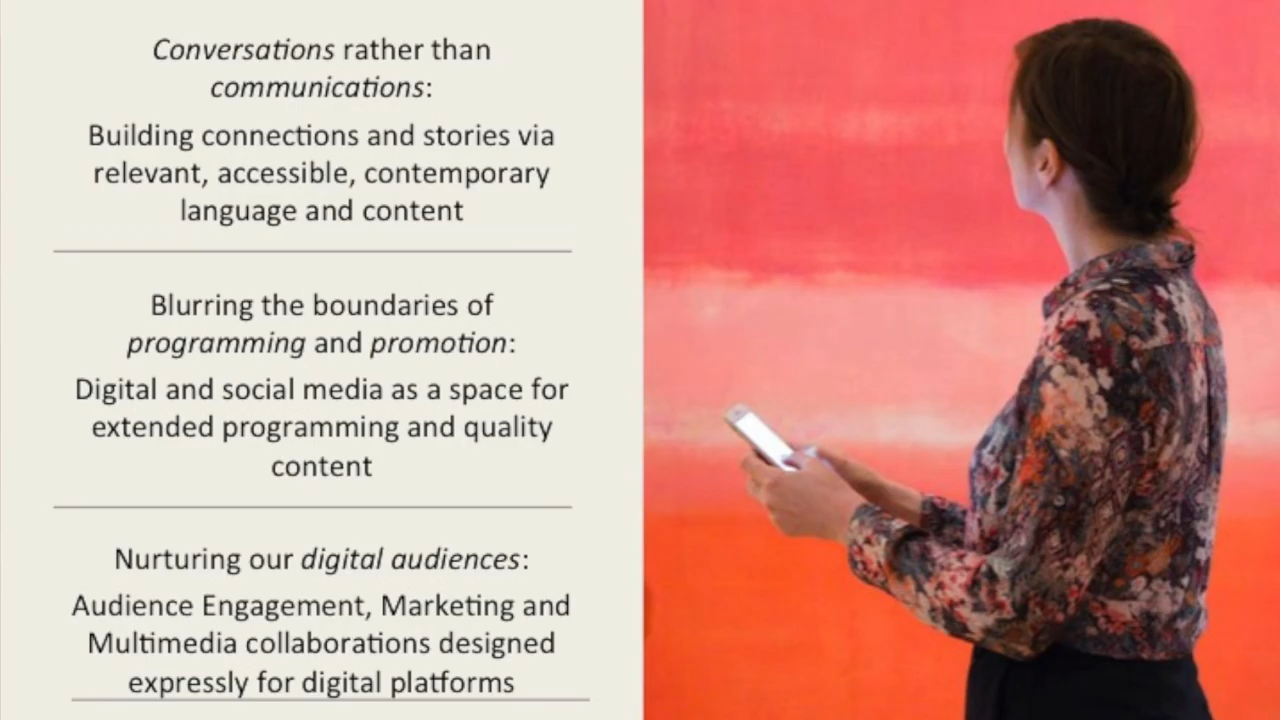 Conversations rather than
communications:
Building connections and stories via
relevant, accessible, contemporary
language and content
Blurring the boundaries of
programming and promotion:
Digital and social media as a space for
extended programming and quality
content
Nurturing our digital audiences:
Audience Engagement, Marketing and
Multimedia collaborations designed
expressly for digital platforms